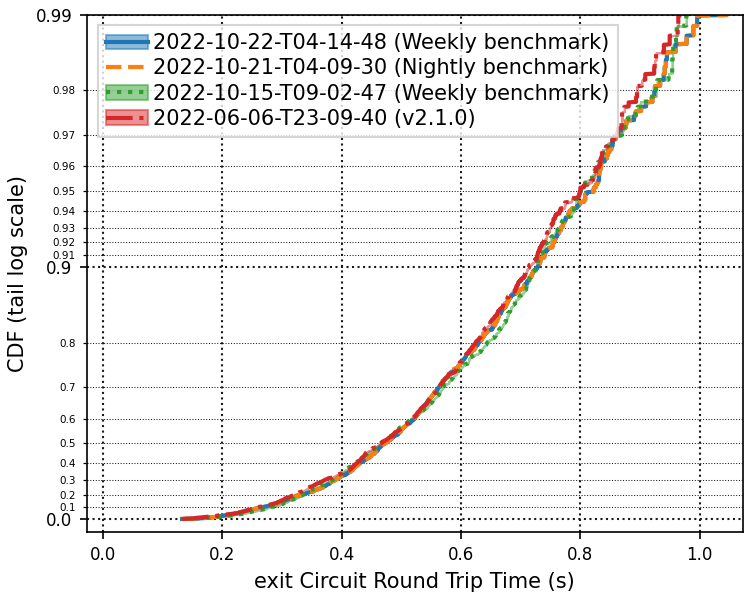 0.99
2022-10-22-T04-14-48 (Weekly benchmark)
2022-10-21-T04-09-30 (Nightly benchmark)
2022-10-15-T09-02-47 (Weekly benchmark)
2022-06-06-T23-09-40 (v2.1.0)
0.98
0.97
0.96
0.95
0.94
0.93
0.92
0.91
0.9
0.8
0.7
0.6
0.5
0.4
0.3
0.2
0.1
0.0
CDF (tail log scale)
0.0 0.2 0.4 0.6 0.8 1.0
exit Circuit Round Trip Time (s)